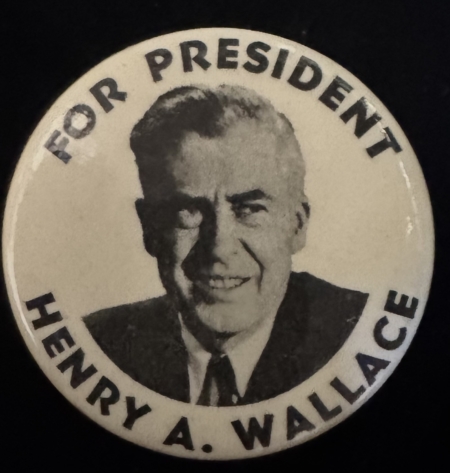 FOR PRESIDENT
HENRY A. WALLACE